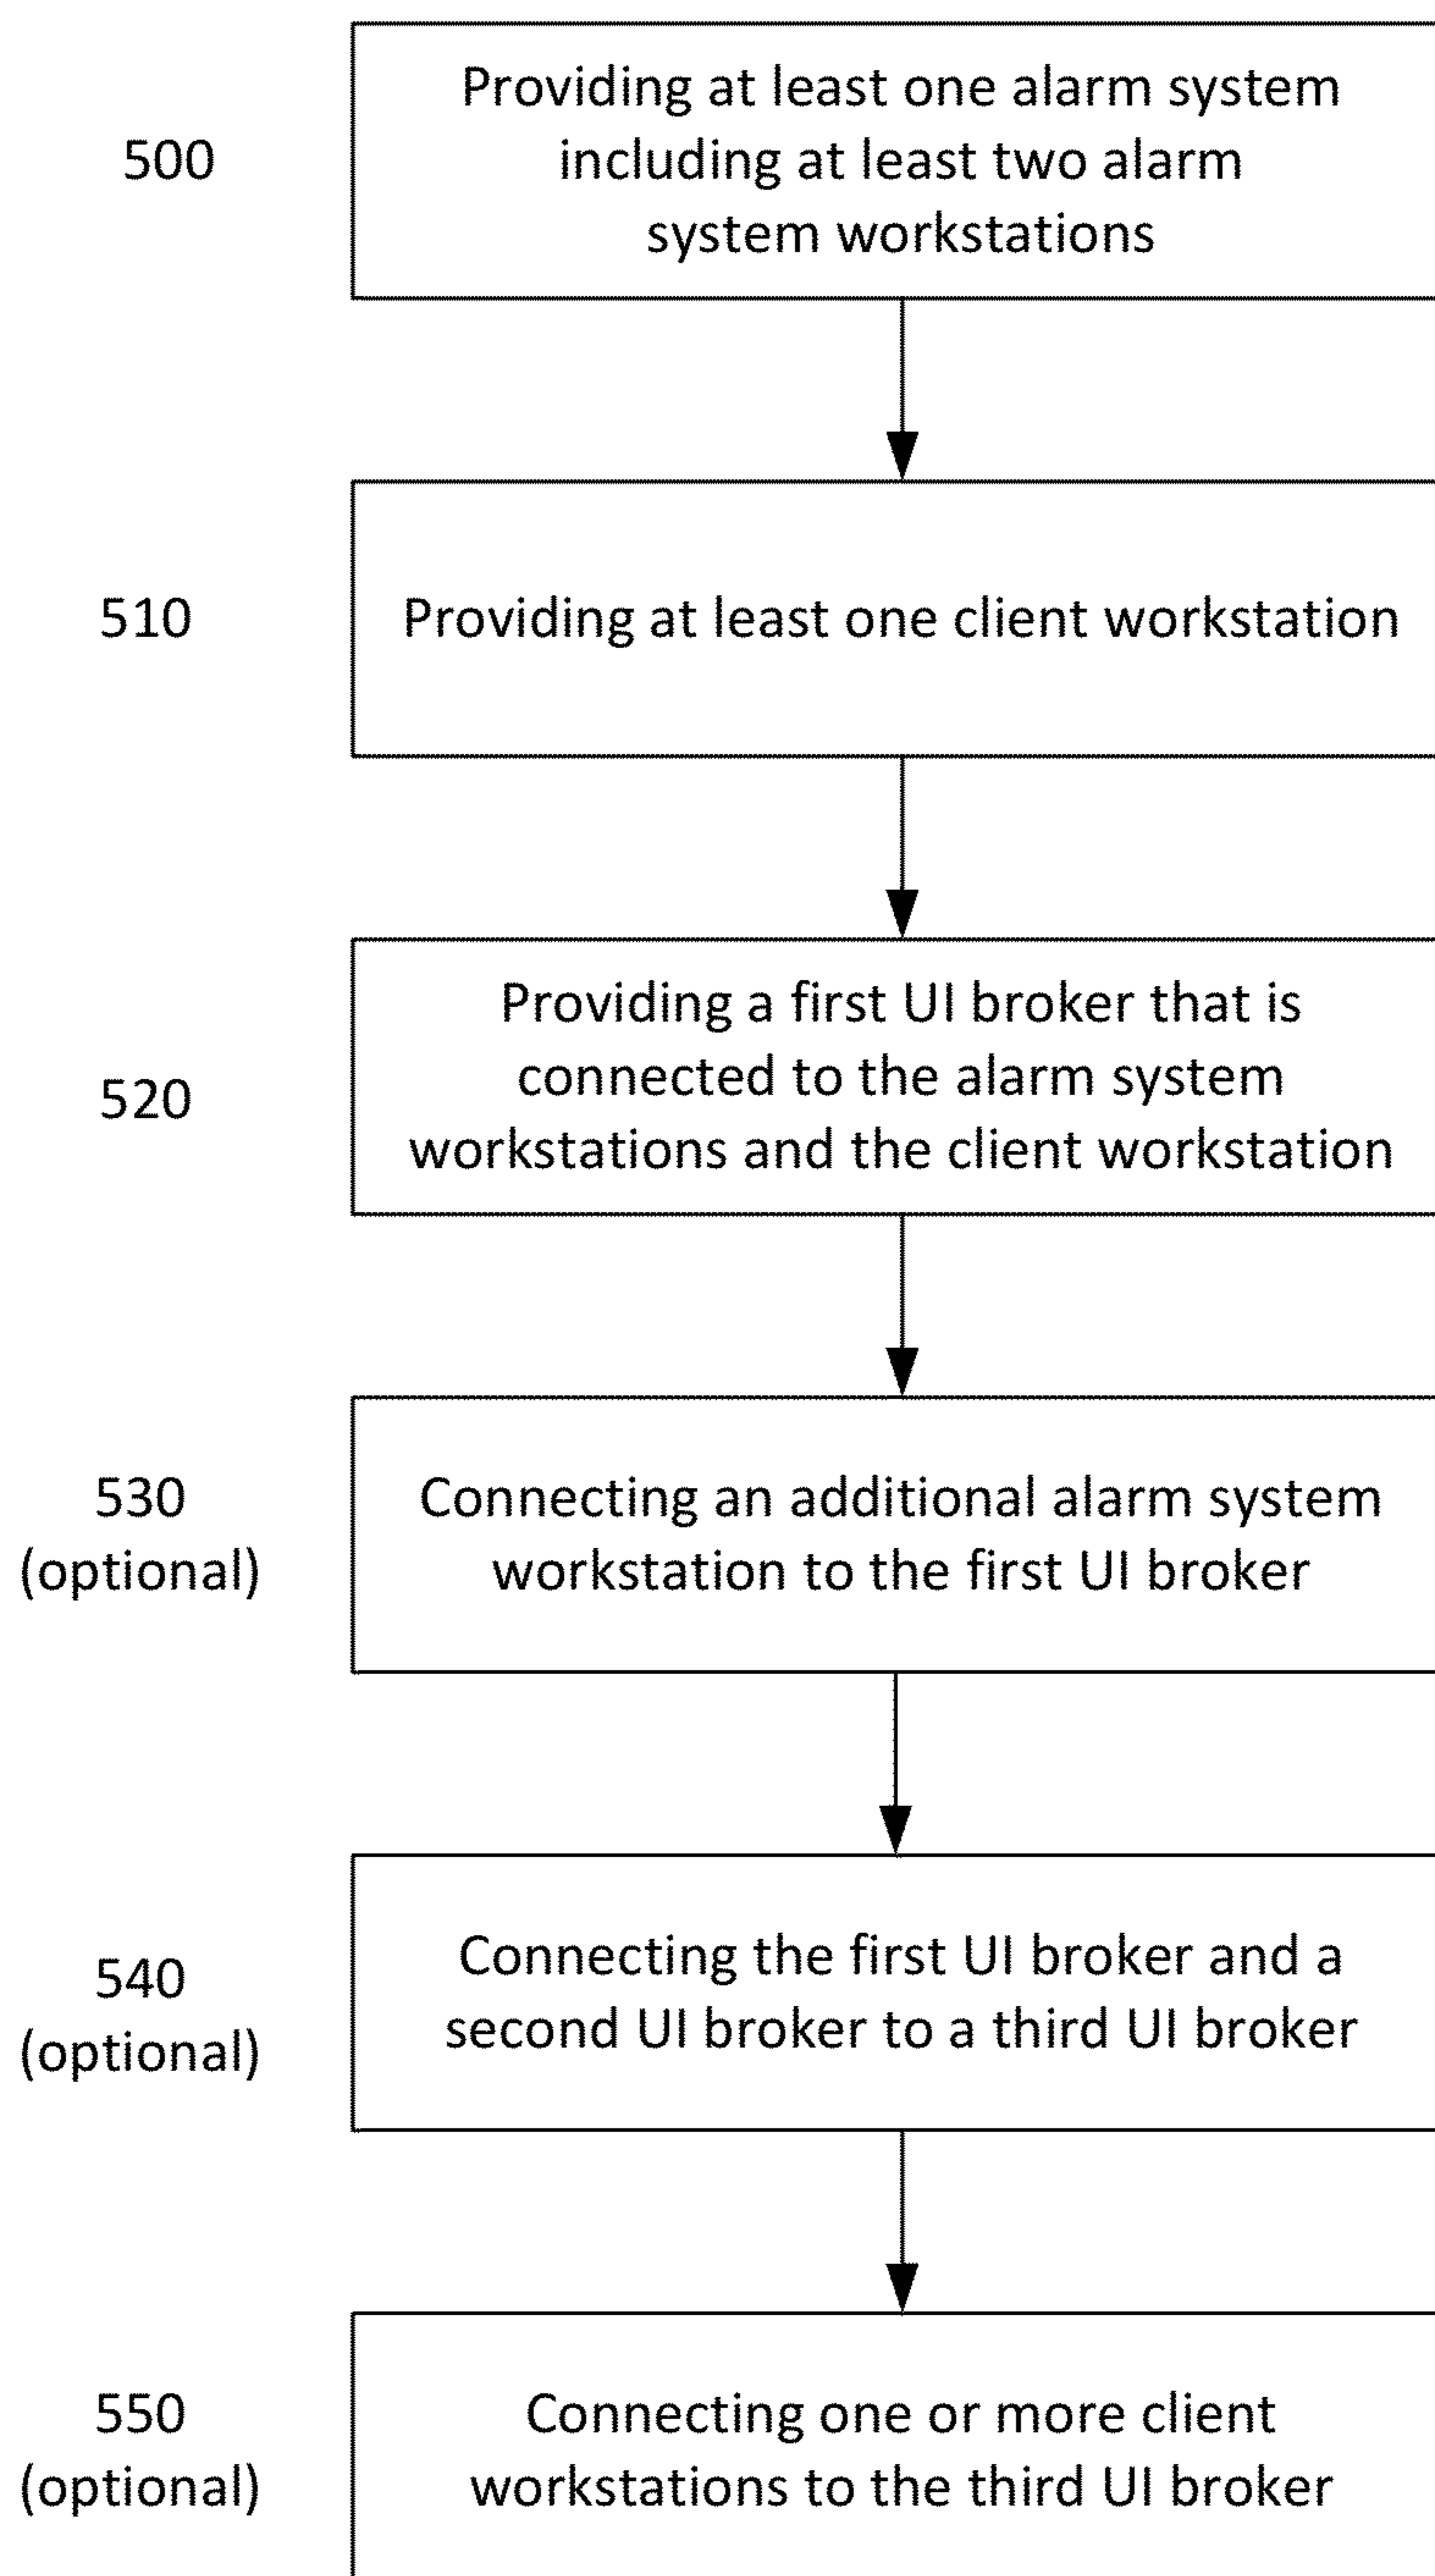 500
Providing at least one alarm system
including at least two alarm
system workstations
510
Providing at least one client workstation
520
Providing a first UI broker that is
connected to the alarm system
workstations and the client workstation
530
(optional)
Connecting an additional alarm system
workstation to the first UI broker
540
(optional)
Connecting the first UI broker and a
second UI broker to a third UI broker
550
(optional)
Connecting one or more client
workstations to the third UI broker